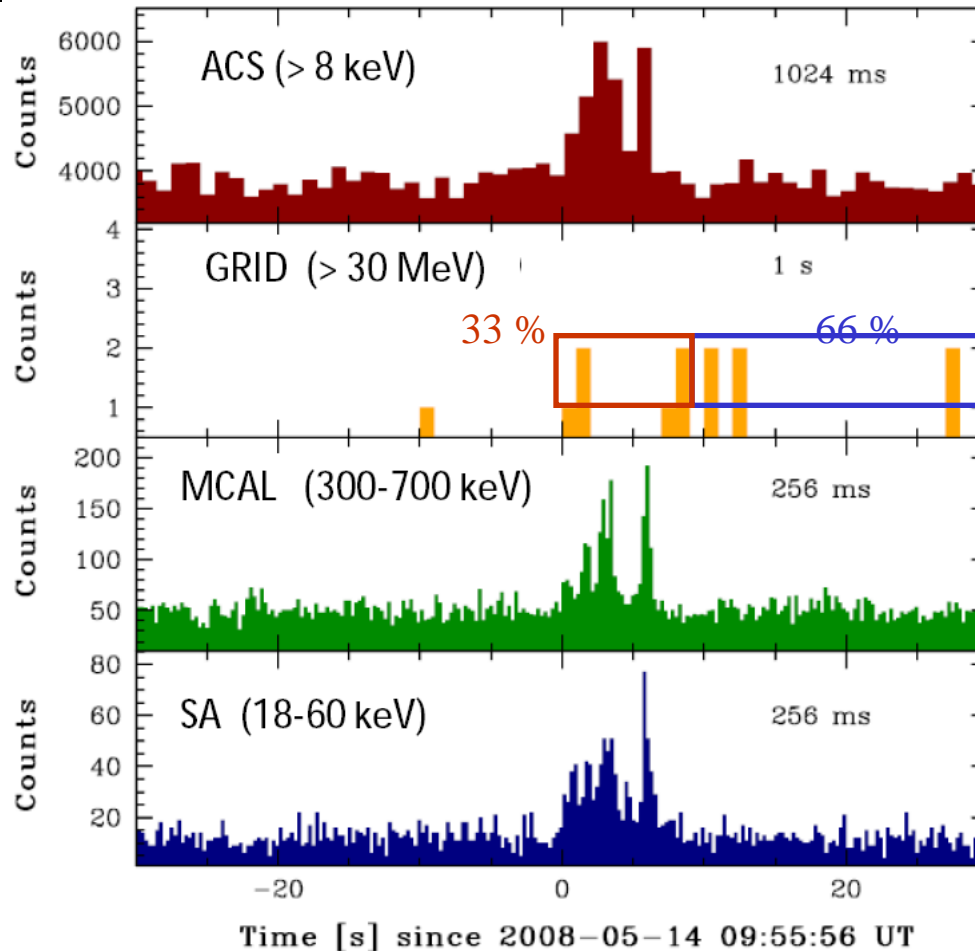 6000
5000
4000
Counts
ACS (> 8 keV)
1024 ms
4
3
2
1
Counts
GRID (> 30 MeV)
1 s
33 %
66 %
200
150
100
50
Counts
MCAL (300-700 keV)
256 ms
80
60
40
20
Counts
SA (18-60 keV)
256 ms
−20
0
20
Time [s] since 2008−05−14 09:55:56 UT